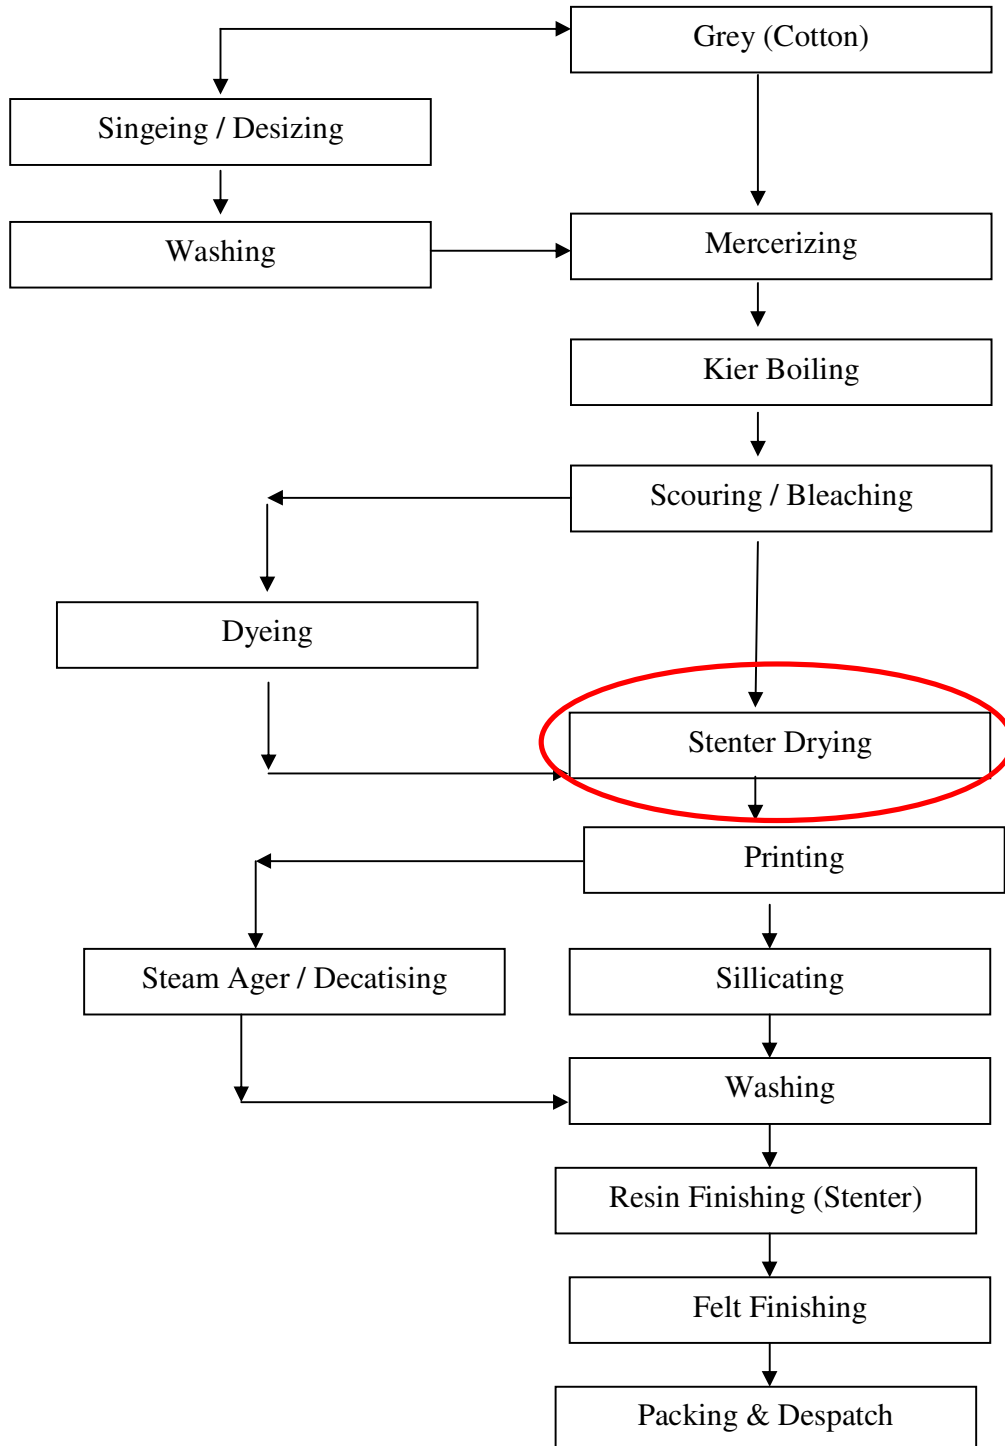 Grey (Cotton)
Singeing / Desizing
Washing
Mercerizing
Kier Boiling
Scouring / Bleaching
Dyeing
Stenter Drying
Printing
Steam Ager / Decatising
Sillicating
Washing
Resin Finishing (Stenter)
Felt Finishing
Packing & Despatch